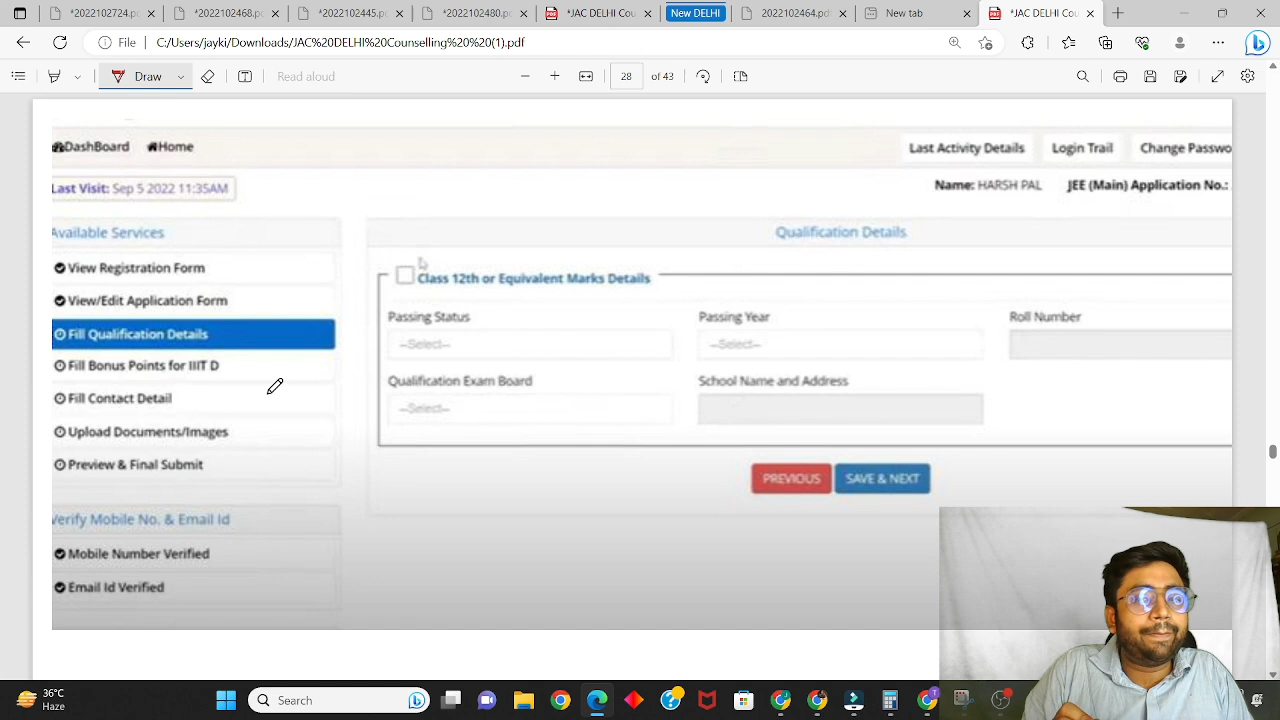 *2022100724.p
*2022102468.p
*2022102445.p
*2022102480.p
*JAC Delhi Cou
New DELHI
2022102464.pdf
New tab
*JAC Delhi Cou
File
C:/Users/jayki/Downloads/JAC%20DELHI%20Counselling%20%20(1).pdf
Draw
Read aloud
28
of 43
DashBoard
Home
Last Activity Details
Login Trail
Change Passwo
Last Visit: Sep 5 2022 11:35AM
Name: HARSH PAL
JEE (Main) Application No.:
Available Services
Qualification Details
View Registration Form
View/Edit Application Form
Fill Qualification Details
Fill Bonus Points for IIIT D
Fill Contact Detail
Upload Documents/Images
Preview & Final Submit
Verify Mobile No. & Email Id
Mobile Number Verified
Email Id Verified
Class 12th or Equivalent Marks Details
Passing Status
Passing Year
Roll Number
--Select--
--Select--
Qualification Exam Board
School Name and Address
--Select--
PREVIOUS
SAVE & NEXT
36°C
Haze
Search